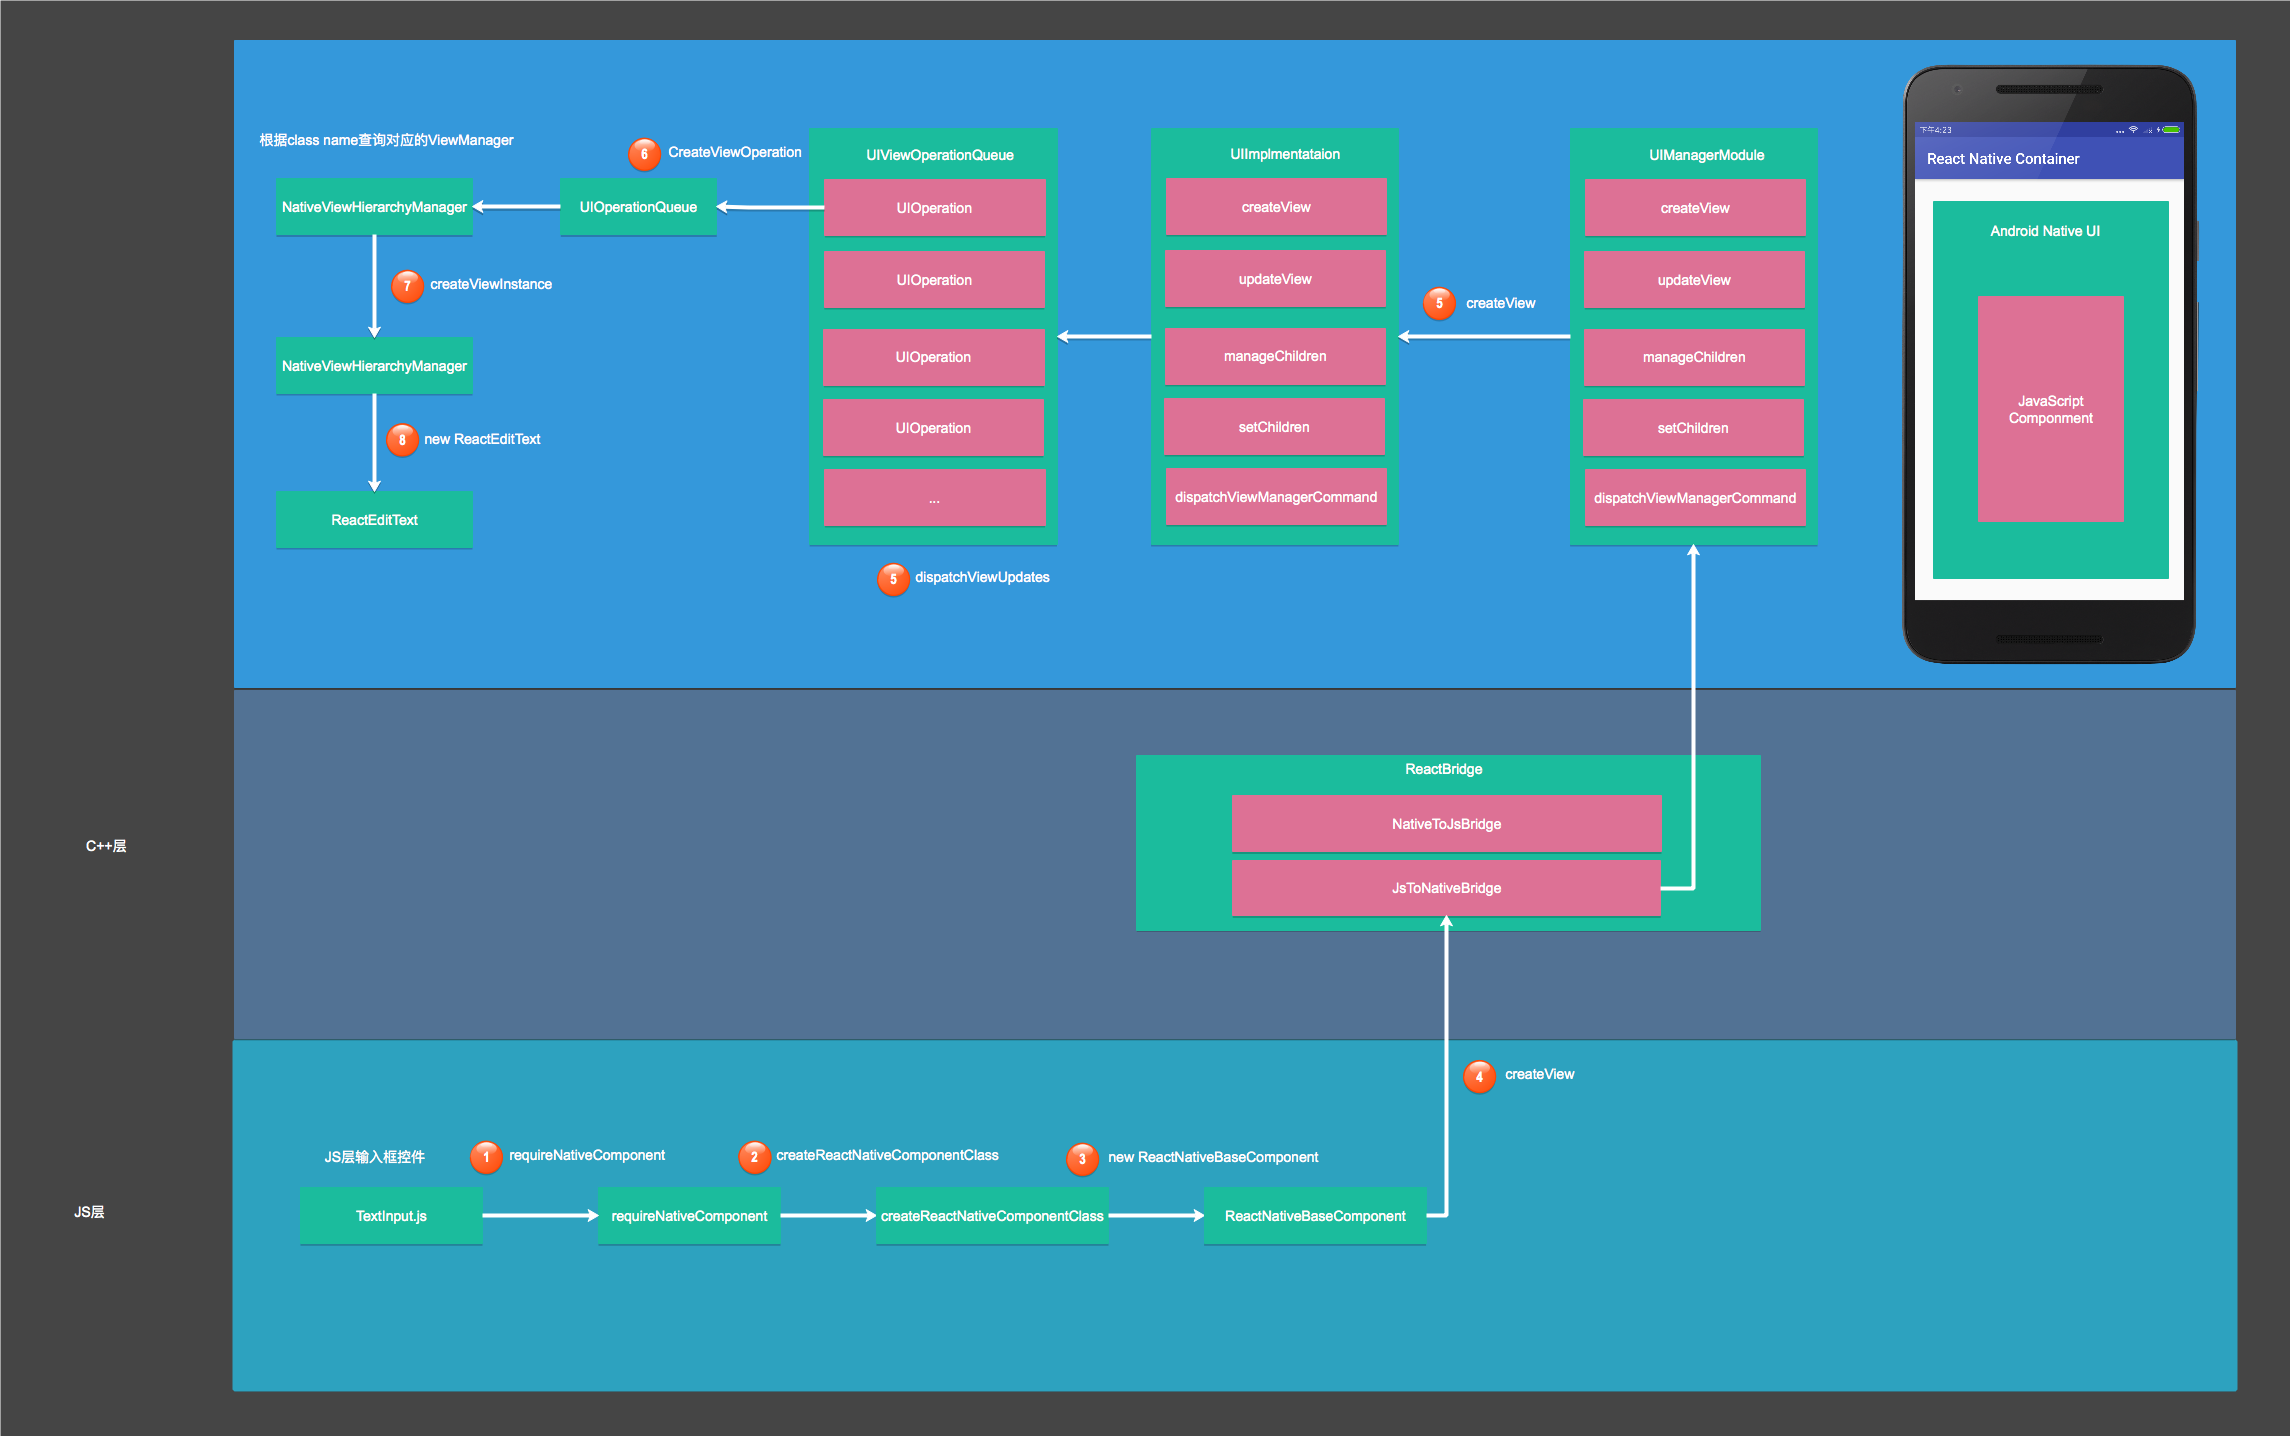 根据class name查询对应的ViewManager
6 CreateViewOperation
NativeViewHierarchyManager
UIOperationQueue
7 createViewInstance
NativeViewHierarchyManager
8 new ReactEditText
ReactEditText
UIViewOperationQueue
UIOperation
UIOperation
UIOperation
UIOperation
...
5 dispatchViewUpdates
UIImplmentataion
createView
updateView
manageChildren
setChildren
dispatchViewManagerCommand
5 createView
UIManagerModule
createView
updateView
manageChildren
setChildren
dispatchViewManagerCommand
下午4:23
React Native Container
Android Native UI
JavaScript
Componment
C++层
ReactBridge
NativeToJsBridge
JsToNativeBridge
4 createView
JS层
JS层输入框控件
1 requireNativeComponent
2 createReactNativeComponentClass
3 new ReactNativeBaseComponent
TextInput.js
requireNativeComponent
createReactNativeComponentClass
ReactNativeBaseComponent